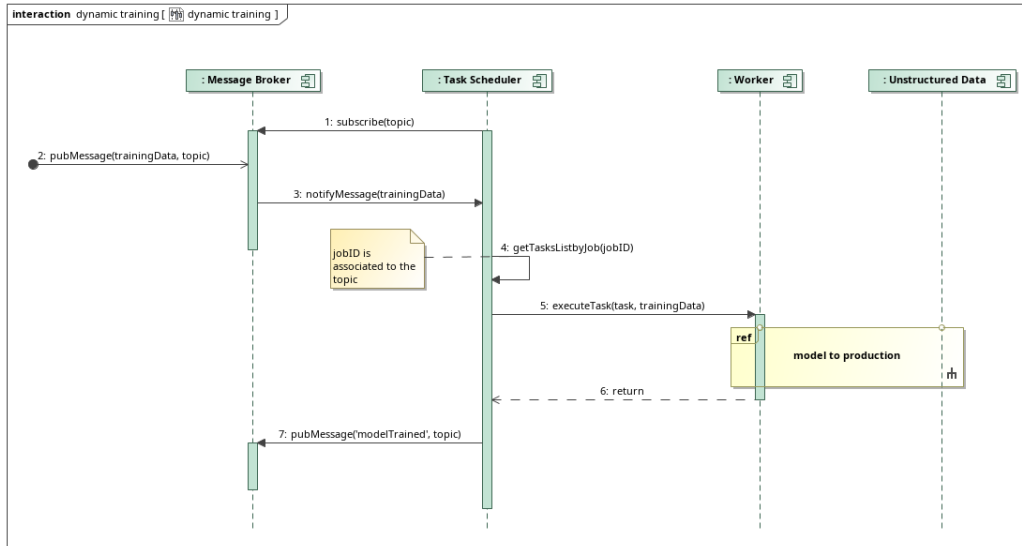 interaction dynamic training [ dynamic training ]
: Message Broker
: Task Scheduler
: Worker
: Unstructured Data
1: subscribe(topic)
2: pubMessage(trainingData, topic)
3: notifyMessage(trainingData)
4: getTasksListbyJob(jobID)
jobID is
associated to the
topic
5: executeTask(task, trainingData)
ref
model to production
6: return
7: pubMessage('modelTrained', topic)